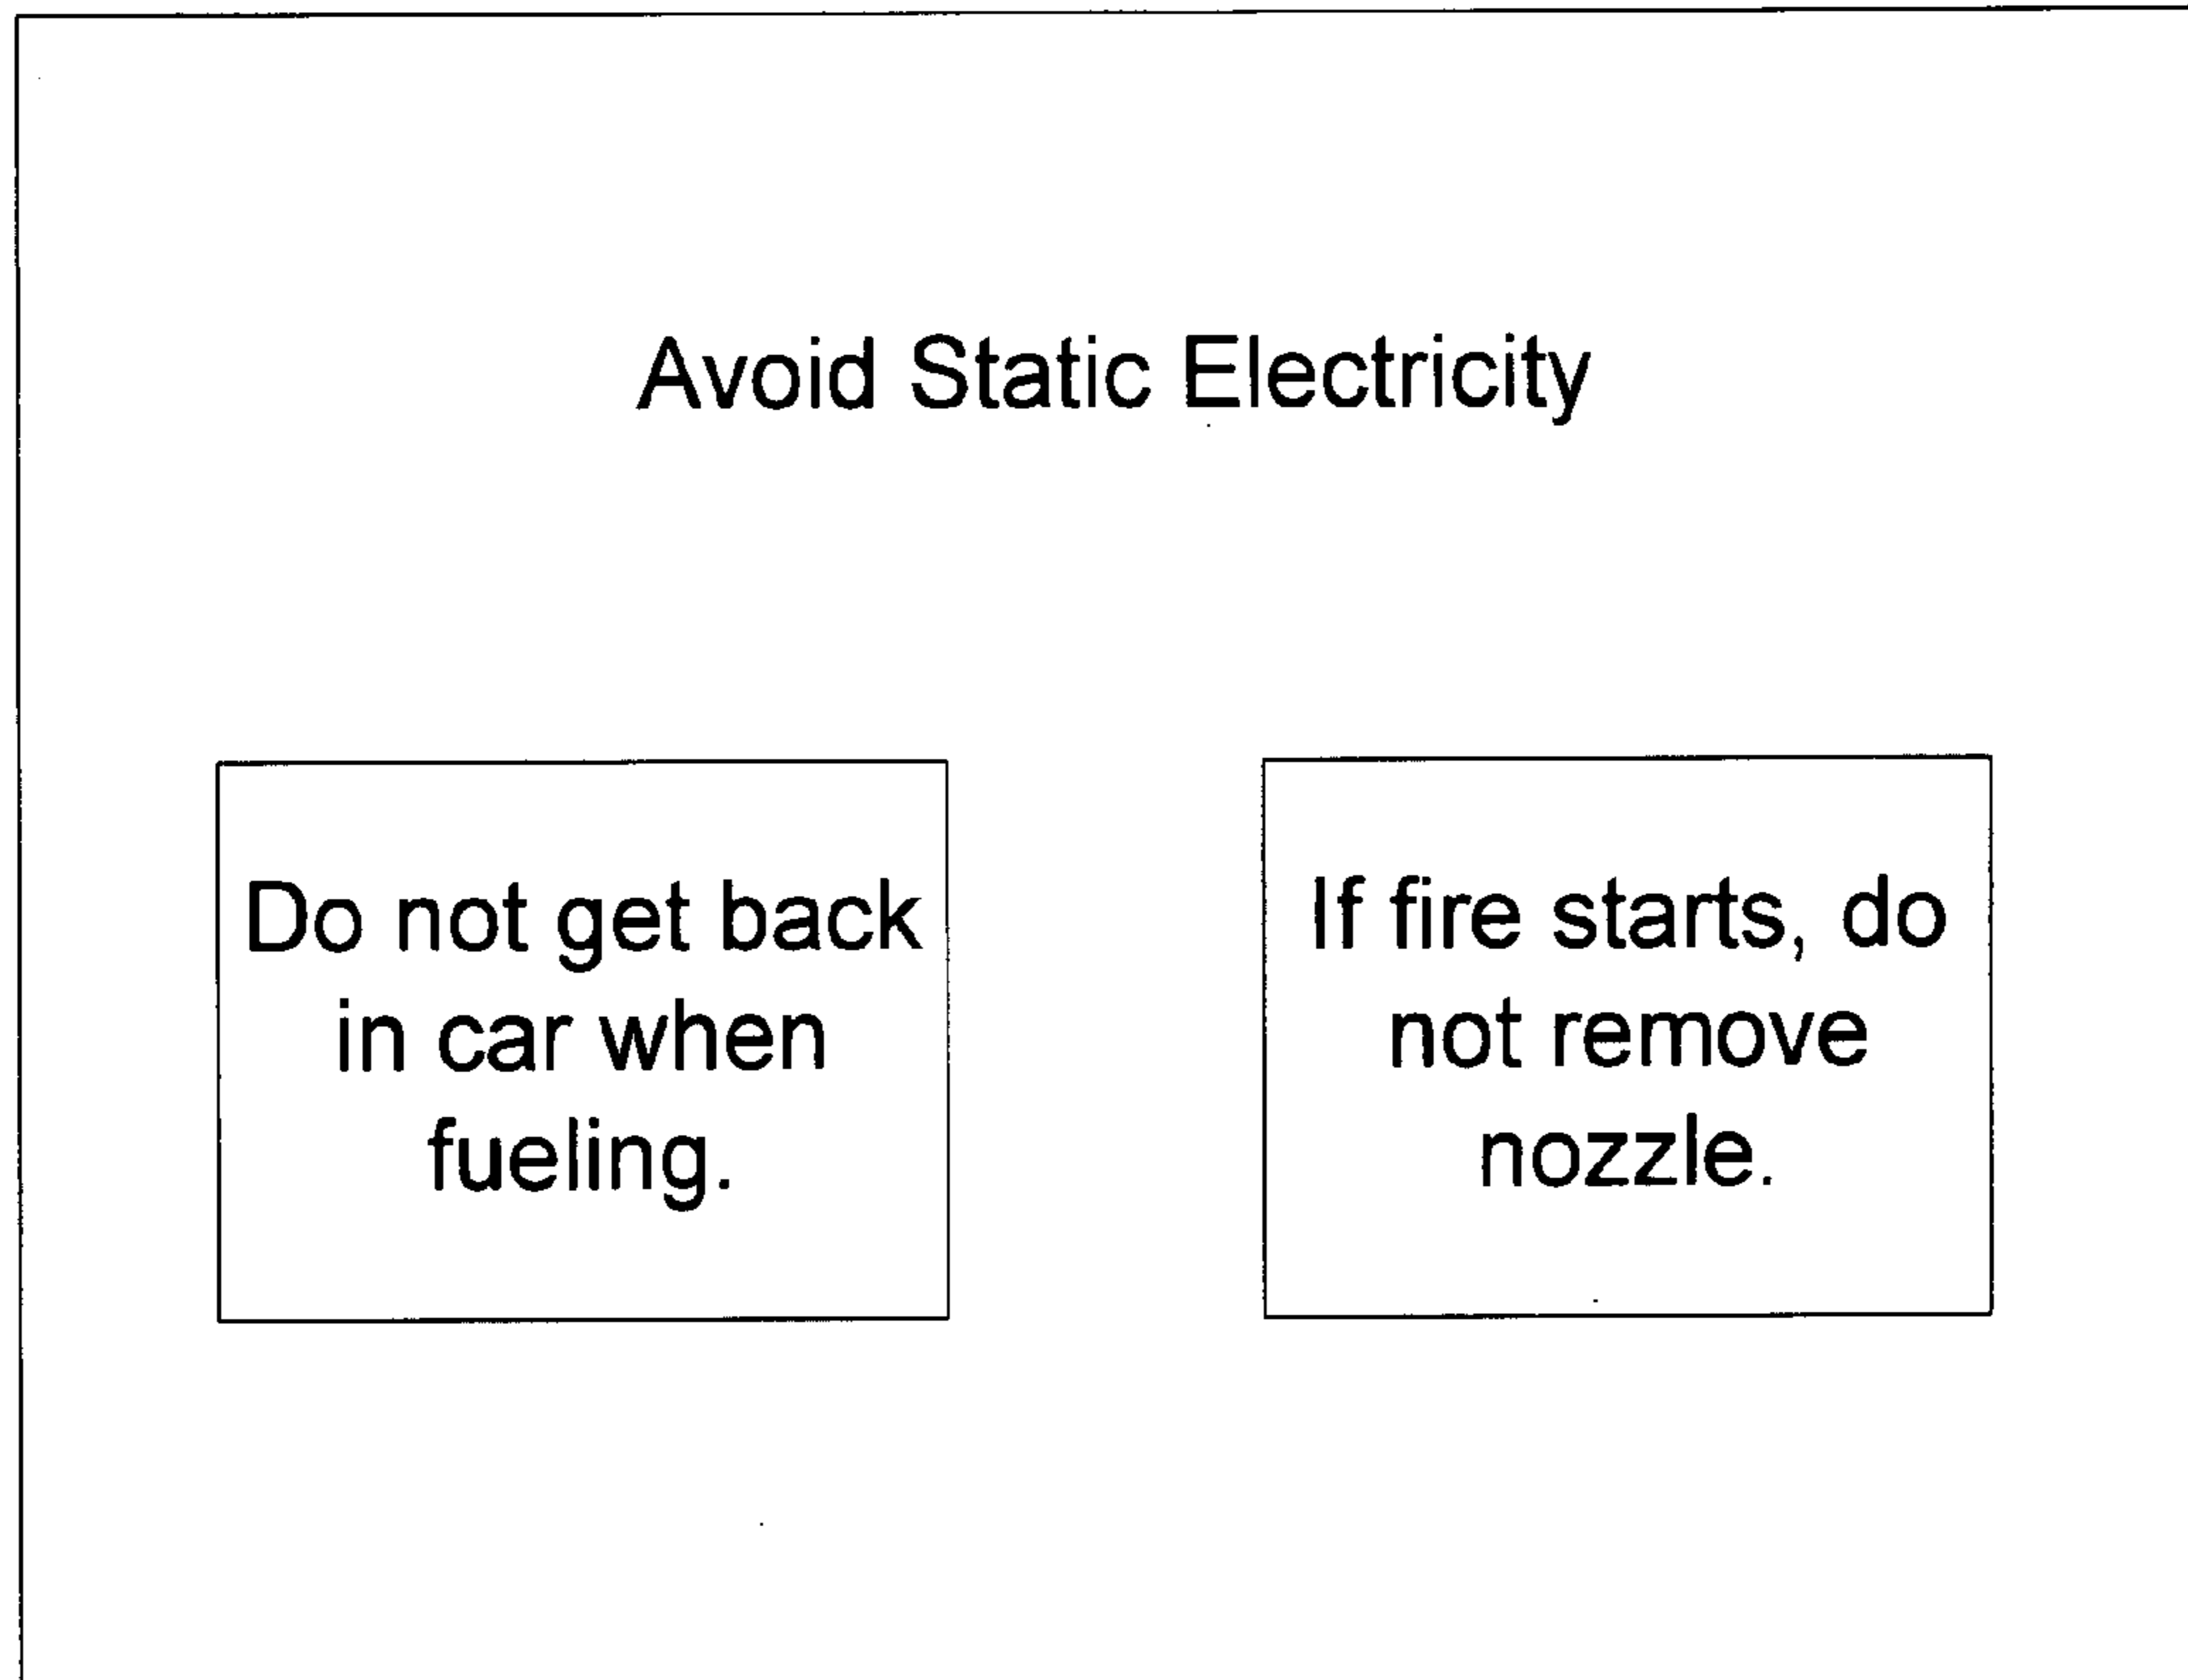 Avoid Static Electricity
Do not get back
in car when
fueling.
If fire starts, do
not remove
nozzle.